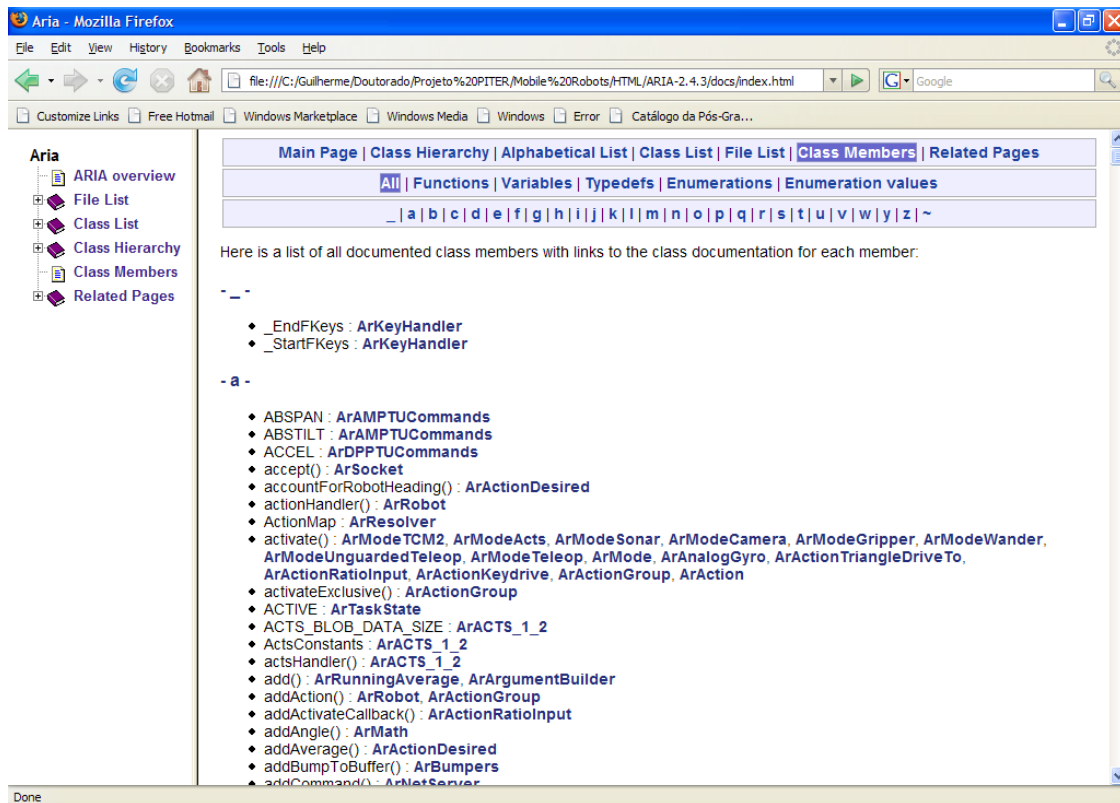 Aria - Mozilla Firefox
File Edit View History Bookmarks Tools Help
file:///C:/Guilherme/Doutorado/Projeto%20PITER/Mobile%20Robots/HTML/ARIA-2.4.3/docs/index.html
G Google
Customize Links Free Hotmail Windows Marketplace Windows Media Windows Error Catálogo da Pós-Gra...
Aria
ARIA overview
File List
Class List
Class Hierarchy
Class Members
Related Pages
Main Page | Class Hierarchy | Alphabetical List | Class List | File List | Class Members | Related Pages
All | Functions | Variables | Typedefs | Enumerations | Enumeration values
_ | a | b | c | d | e | f | g | h | i | j | k | l | m | n | o | p | q | r | s | t | u | v | w | y | z | ~
Here is a list of all documented class members with links to the class documentation for each member:
- _ -
_EndFKeys : ArKeyHandler
_StartFKeys : ArKeyHandler
- a -
ABSPAN : ArAMPTUCommands
ABSTILT : ArAMPTUCommands
ACCEL : ArDPPTUCommands
accept() : ArSocket
accountForRobotHeading() : ArActionDesired
actionHandler() : ArRobot
ActionMap : ArResolver
activate() : ArModeTCM2, ArModeActs, ArModeSonar, ArModeCamera, ArModeGripper, ArModeWander,
ArModeUnguardedTeleop, ArModeTeleop, ArMode, ArAnalogGyro, ArActionTriangleDriveTo,
ArActionRatioInput, ArActionKeydrive, ArActionGroup, ArAction
activateExclusive() : ArActionGroup
ACTIVE : ArTaskState
ACTS_BLOB_DATA_SIZE : ArACTS_1_2
ActsConstants : ArACTS_1_2
actsHandler() : ArACTS_1_2
add() : ArRunningAverage, ArArgumentBuilder
addAction() : ArRobot, ArActionGroup
addActivateCallback() : ArActionRatioInput
addAngle() : ArMath
addAverage() : ArActionDesired
addBumpToBuffer() : ArBumpers
addCommand() : ArNetServer
Done